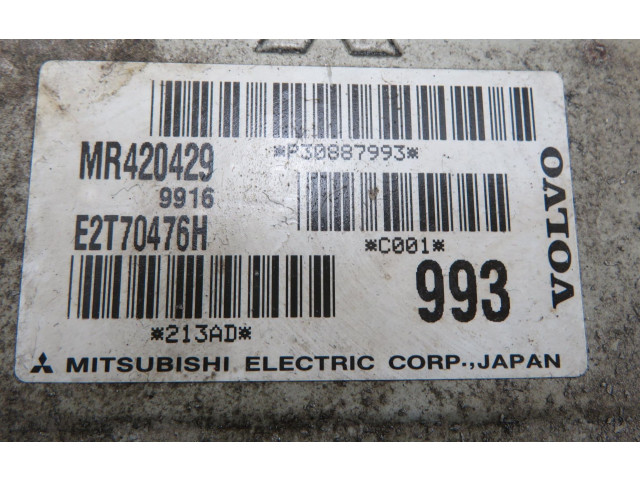 *P30887993*
MR420429
9916
E2T70476H
*C001*
993
VOLVO
*213AD*
MITSUBISHI ELECTRIC CORP.,JAPAN